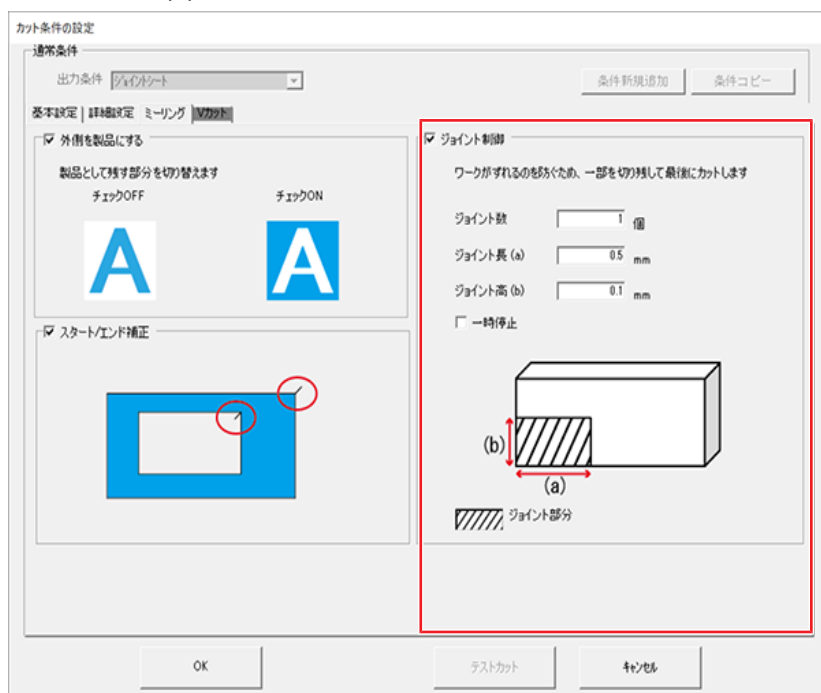 カット条件の設定
通常条件
出力条件 ジョイントシート
条件新規追加 条件コピー
基本設定 詳細設定 ミーリング Vカット
外側を製品にする
製品として残す部分を切り替えます
チェックOFF チェックON
A A
スタート/エンド補正
ジョイント制御
ワークがずれるのを防ぐため、一部を切り残して最後にカットします
ジョイント数 1 個
ジョイント長(a) 0.5 mm
ジョイント高(b) 0.1 mm
一時停止
(b)
(a)
ジョイント部分
OK テストカット キャンセル